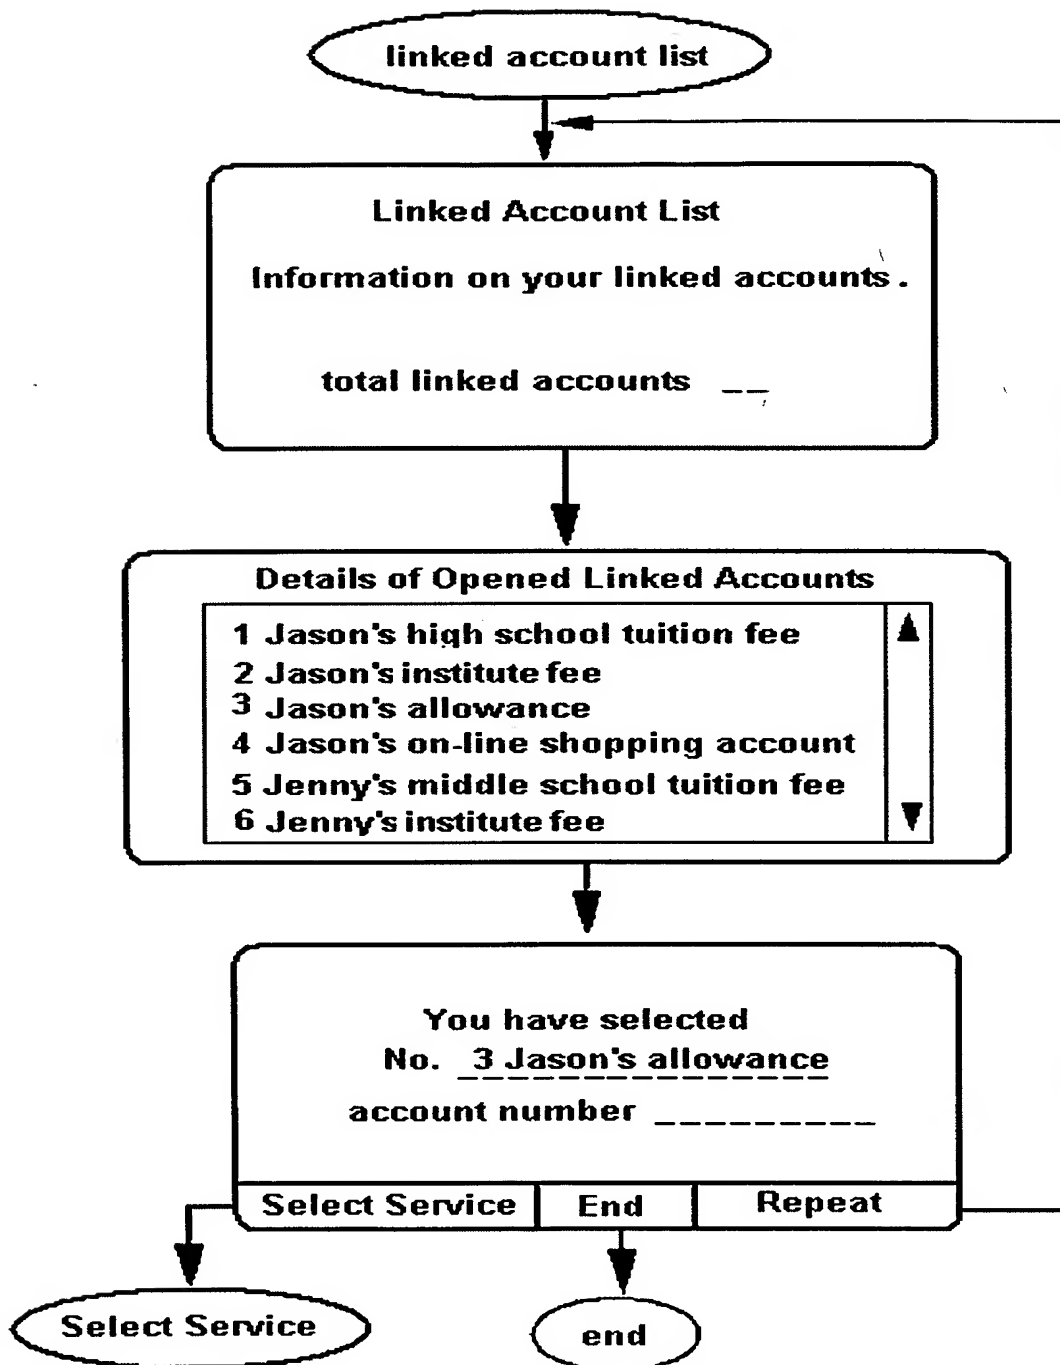 linked account list
Linked Account List
Information on your linked accounts.
total linked accounts __
Details of Opened Linked Accounts
1 Jason's high school tuition fee
2 Jason's institute fee
3 Jason's allowance
4 Jason's on-line shopping account
5 Jenny's middle school tuition fee
6 Jenny's institute fee
You have selected
No. 3 Jason's allowance
account number _________
Select Service End Repeat
Select Service
end